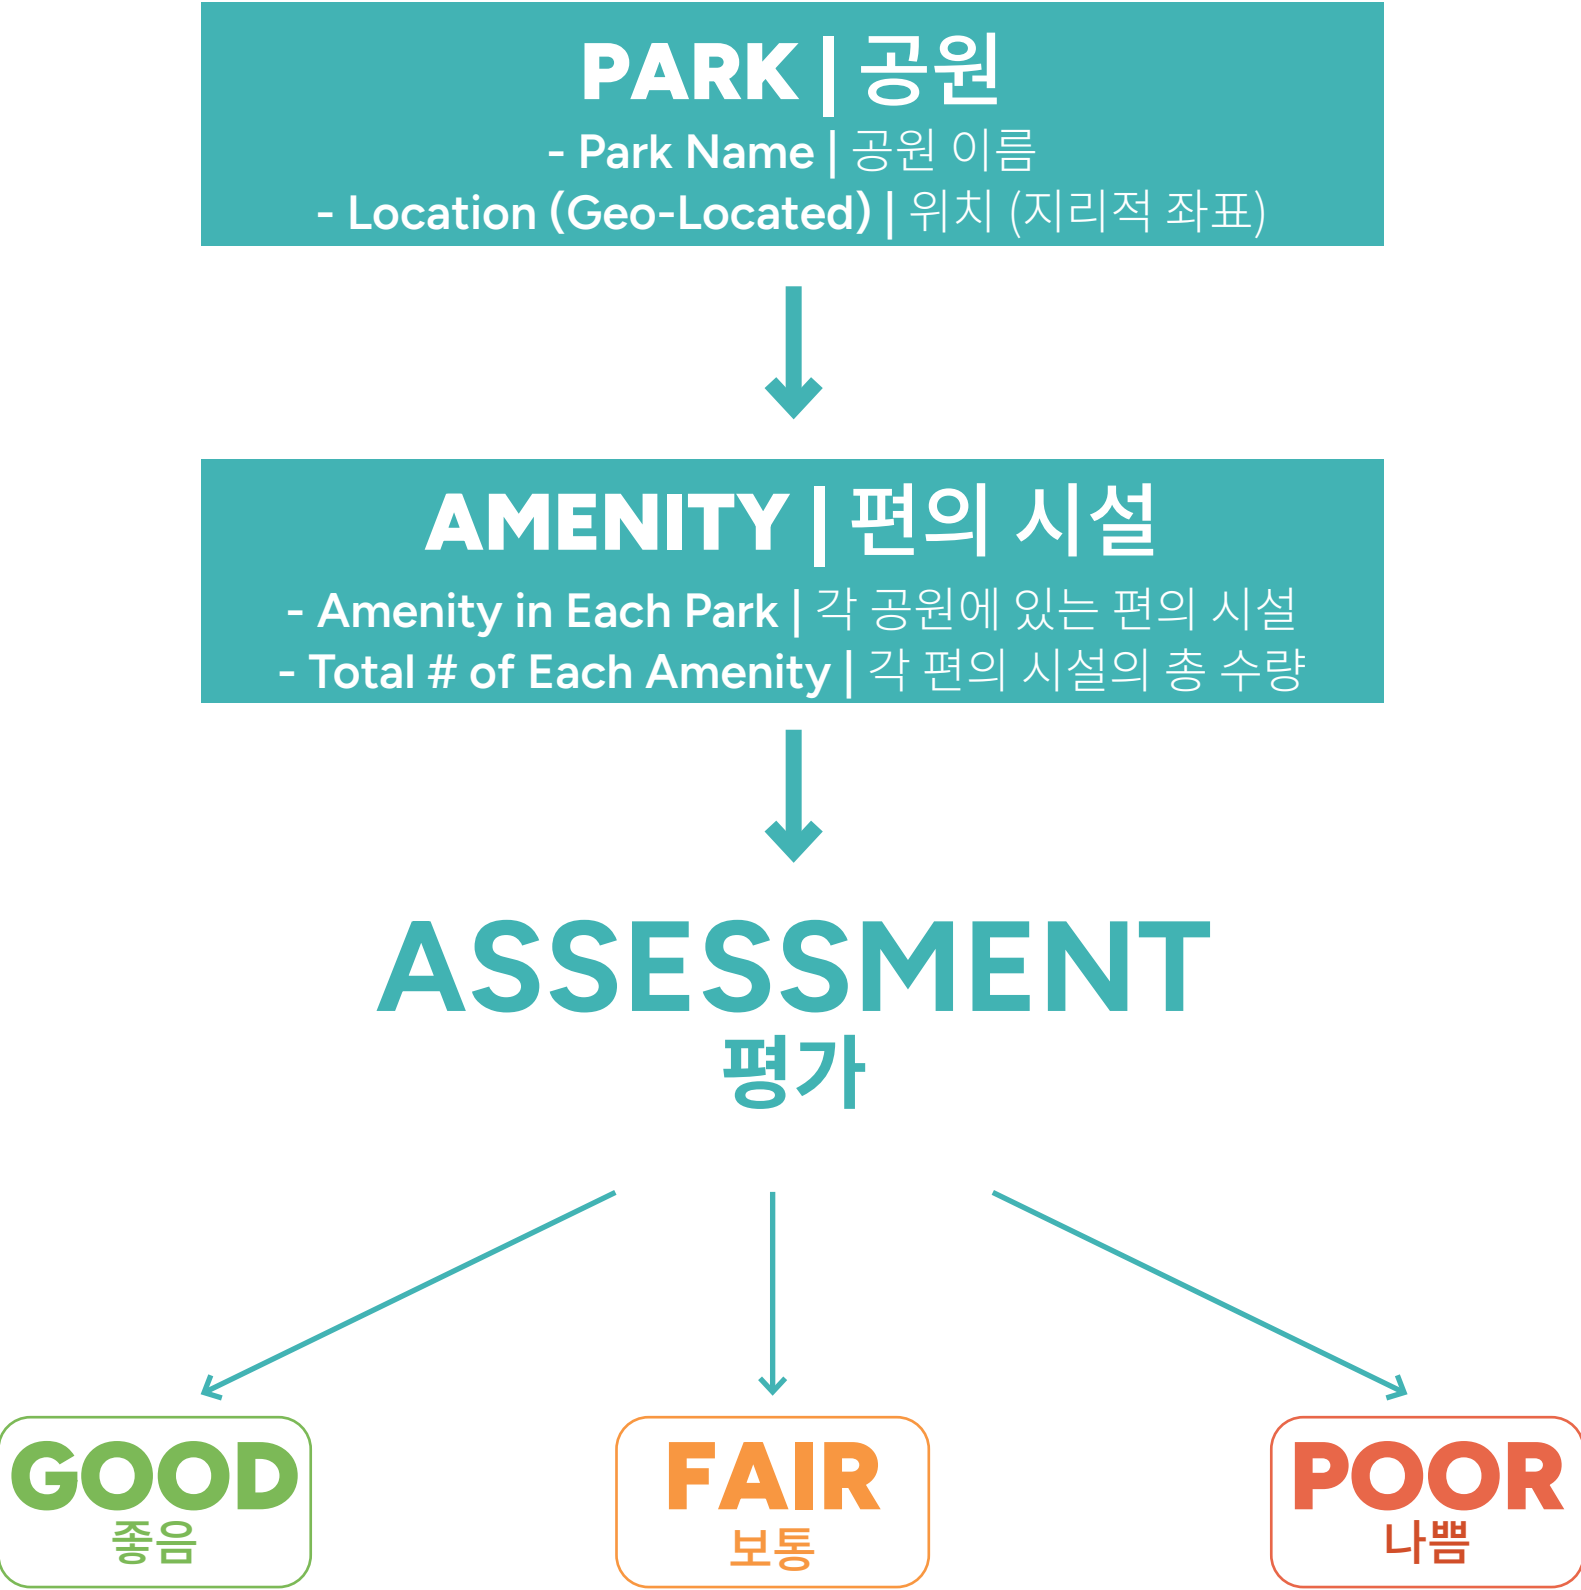 PARK | 공원
- Park Name | 공원 이름
- Location (Geo-Located) | 위치 (지리적 좌표)
AMENITY | 편의 시설
- Amenity in Each Park | 각 공원에 있는 편의 시설
- Total # of Each Amenity | 각 편의 시설의 총 수량
ASSESSMENT
평가
GOOD
좋음
FAIR
보통
POOR
나쁨